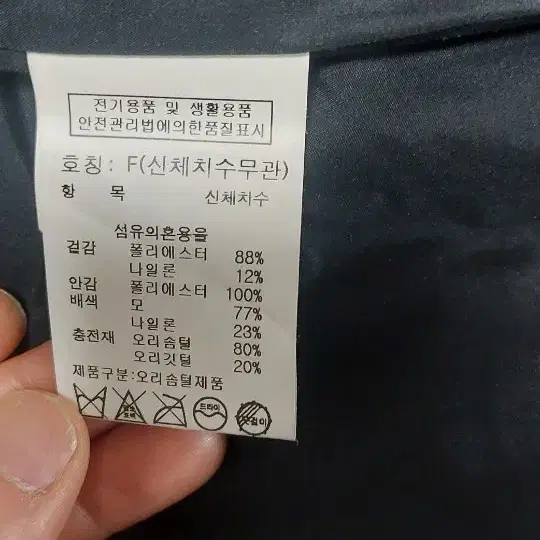 전기용품 및 생활용품
안전관리법에의한품질표시
호칭: F(신체치수무관)
항 목 신체치수
섬유의혼용율
겉감 폴리에스터 88%
나일론 12%
안감 폴리에스터 100%
배색 모 77%
나일론 23%
충전재 오리솜털 80%
오리깃털 20%
제품구분:오리솜털제품
드라이
옷걸이